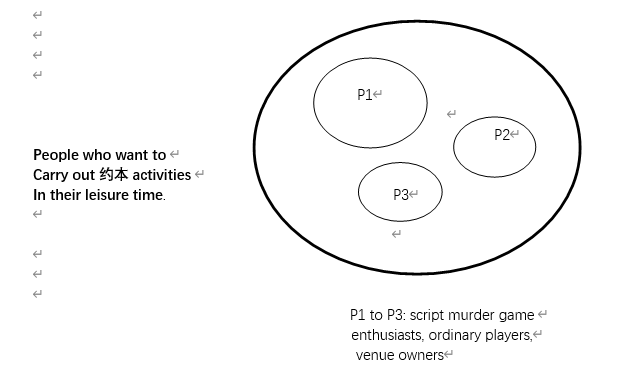 People who want to
Carry out 约本 activities
In their leisure time.
P1
P2
P3
P1 to P3: script murder game
enthusiasts, ordinary players,
venue owners